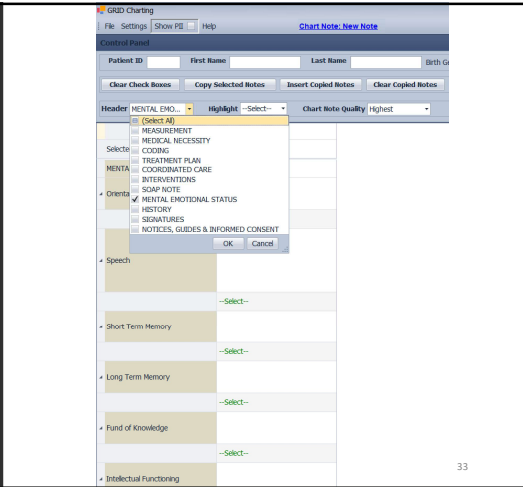 GRID Charting
File Settings Show PII Help Chart Note: New Note
Control Panel
Patient ID First Name Last Name Birth G
Clear Check Boxes Copy Selected Notes Insert Copied Notes Clear Copied Notes
Header MENTAL EMO... Highlight --Select-- Chart Note Quality Highest
(Select All)
MEASUREMENT
MEDICAL NECESSITY
Selecte CODING
TREATMENT PLAN
MENTA COORDINATED CARE
INTERVENTIONS
Orienta SOAP NOTE
MENTAL EMOTIONAL STATUS
HISTORY
SIGNATURES
NOTICES, GUIDES & INFORMED CONSENT
OK Cancel
Speech
--Select--
Short Term Memory
--Select--
Long Term Memory
--Select--
Fund of Knowledge
--Select--
33
Intellectual Functioning